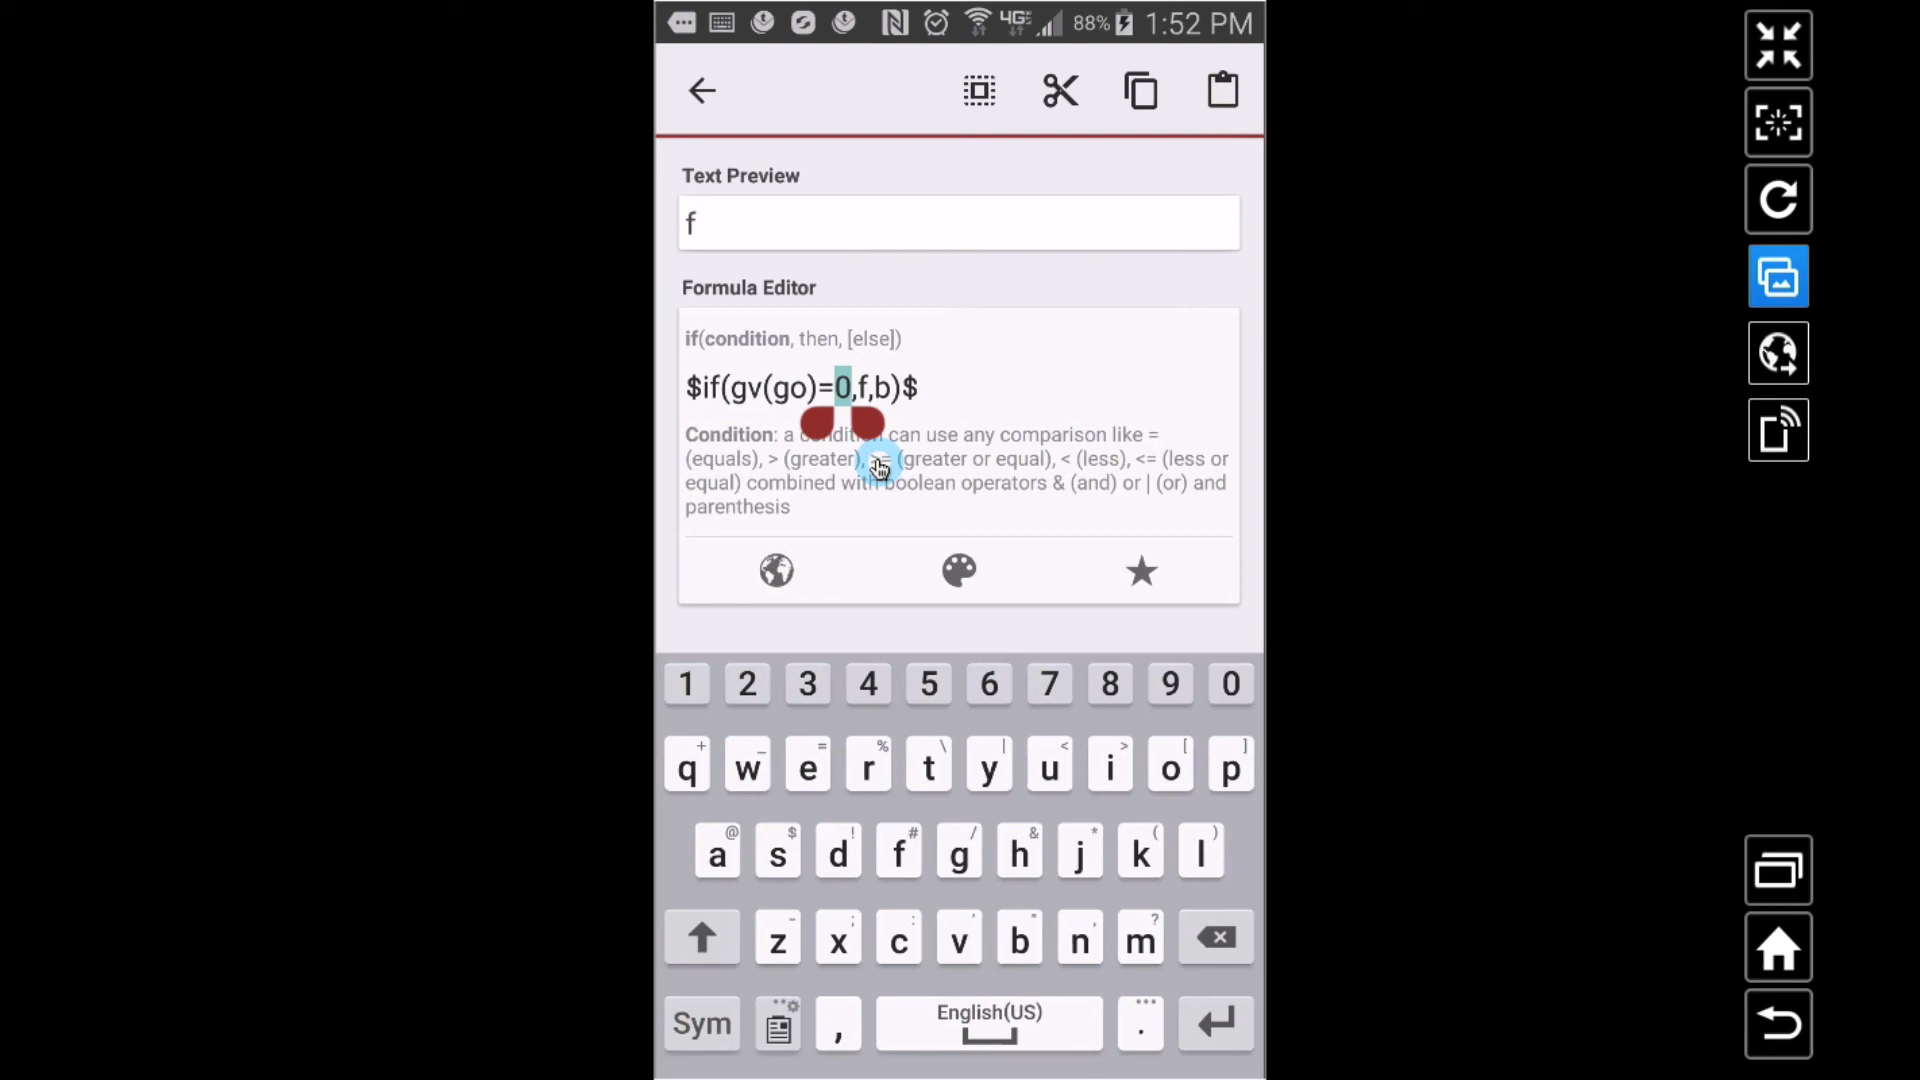 88% 1:52 PM
Text Preview
f
Formula Editor
if(condition, then, [else])
$if(gv(go)=0,f,b)$
Condition: a condition can use any comparison like =
(equals), > (greater), >= (greater or equal), < (less), <= (less or
equal) combined with boolean operators & (and) or | (or) and
parenthesis
1 2 3 4 5 6 7 8 9 0
+ _ = % \ | < > [ ]
q w e r t y u i o p
@ $ ! # / & * ( )
a s d f g h j k l
- ; : ' " , ?
z x c v b n m
Sym , English(US) .